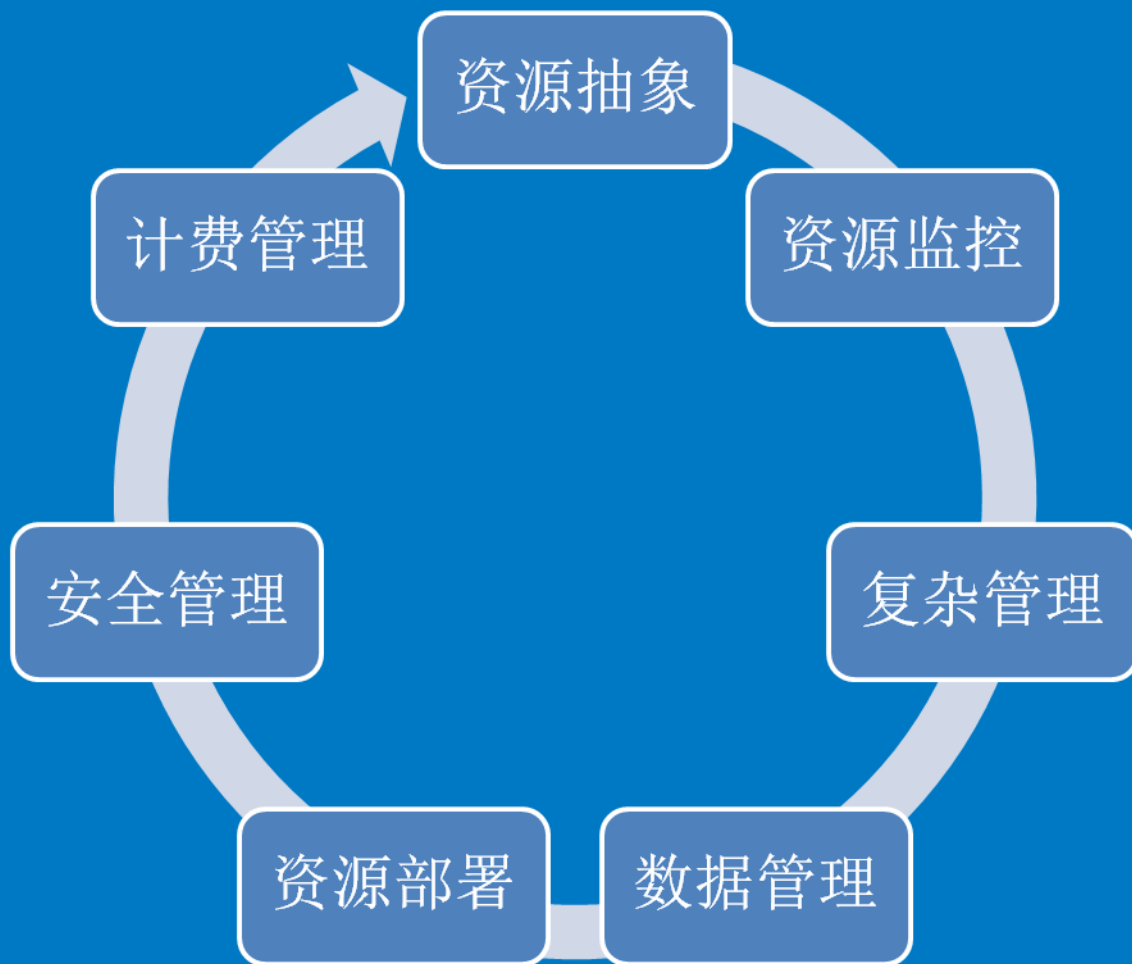 资源抽象
资源监控
复杂管理
数据管理
资源部署
安全管理
计费管理